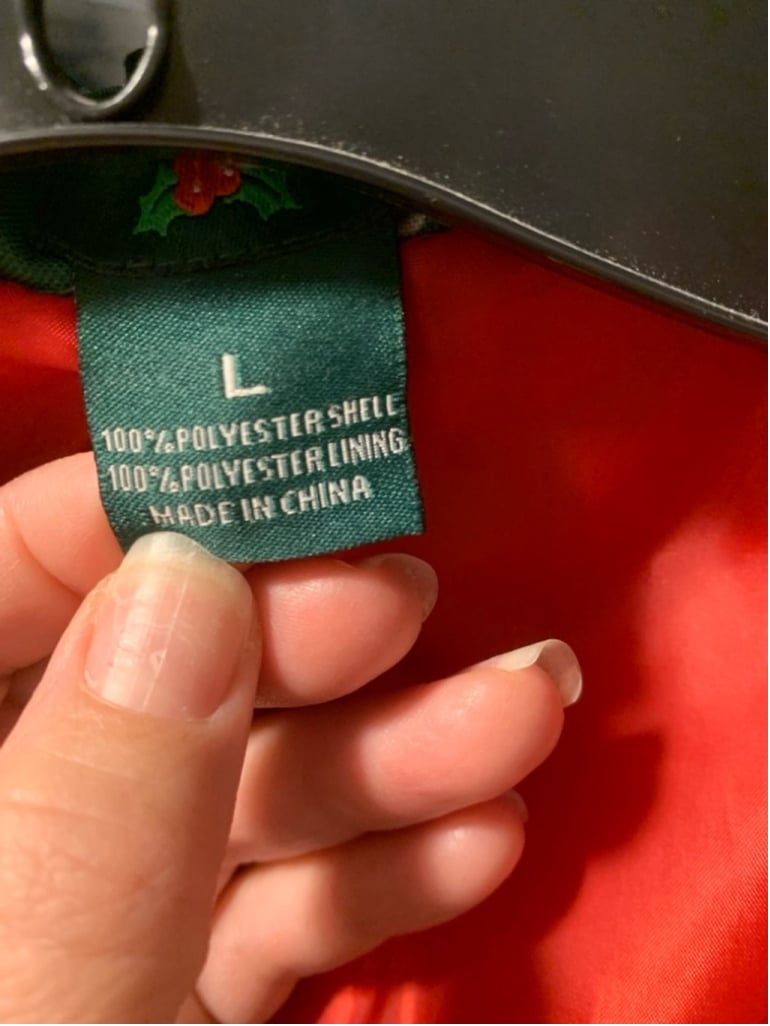 L
100%POLYESTER SHELL
100%POLYESTER LINING
MADE IN CHINA